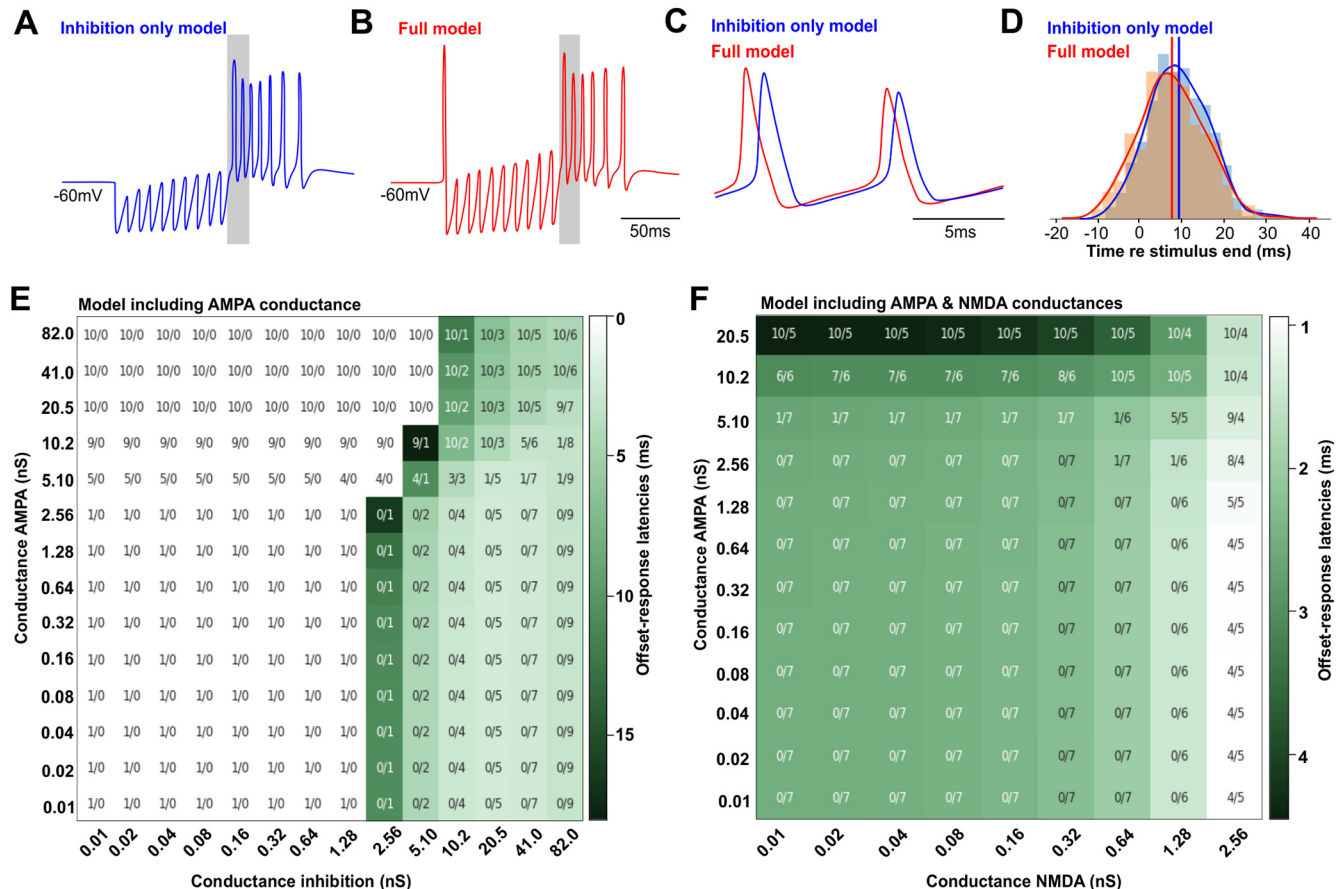 A Inhibition only model
-60mV
B Full model
-60mV
50ms
C Inhibition only model
Full model
5ms
D Inhibition only model
Full model
-20 -10 0 10 20 30 40
Time re stimulus end (ms)
E Model including AMPA conductance
Conductance AMPA (nS)
82.0 10/0 10/0 10/0 10/0 10/0 10/0 10/0 10/0 10/0 10/0 10/1 10/3 10/5 10/6
41.0 10/0 10/0 10/0 10/0 10/0 10/0 10/0 10/0 10/0 10/0 10/2 10/3 10/5 10/6
20.5 10/0 10/0 10/0 10/0 10/0 10/0 10/0 10/0 10/0 10/0 10/2 10/3 10/5 9/7
10.2 9/0 9/0 9/0 9/0 9/0 9/0 9/0 9/0 9/0 9/1 10/2 10/3 5/6 1/8
5.10 5/0 5/0 5/0 5/0 5/0 5/0 5/0 4/0 4/0 4/1 3/3 1/5 1/7 1/9
2.56 1/0 1/0 1/0 1/0 1/0 1/0 1/0 1/0 0/1 0/2 0/4 0/5 0/7 0/9
1.28 1/0 1/0 1/0 1/0 1/0 1/0 1/0 1/0 0/1 0/2 0/4 0/5 0/7 0/9
0.64 1/0 1/0 1/0 1/0 1/0 1/0 1/0 1/0 0/1 0/2 0/4 0/5 0/7 0/9
0.32 1/0 1/0 1/0 1/0 1/0 1/0 1/0 1/0 0/1 0/2 0/4 0/5 0/7 0/9
0.16 1/0 1/0 1/0 1/0 1/0 1/0 1/0 1/0 0/1 0/2 0/4 0/5 0/7 0/9
0.08 1/0 1/0 1/0 1/0 1/0 1/0 1/0 1/0 0/1 0/2 0/4 0/5 0/7 0/9
0.04 1/0 1/0 1/0 1/0 1/0 1/0 1/0 1/0 0/1 0/2 0/4 0/5 0/7 0/9
0.02 1/0 1/0 1/0 1/0 1/0 1/0 1/0 1/0 0/1 0/2 0/4 0/5 0/7 0/9
0.01 1/0 1/0 1/0 1/0 1/0 1/0 1/0 1/0 0/1 0/2 0/4 0/5 0/7 0/9
0.01 0.02 0.04 0.08 0.16 0.32 0.64 1.28 2.56 5.10 10.2 20.5 41.0 82.0
Conductance inhibition (nS)
0
5
10
15
Offset-response latencies (ms)
F Model including AMPA & NMDA conductances
Conductance AMPA (nS)
20.5 10/5 10/5 10/5 10/5 10/5 10/5 10/5 10/4 10/4
10.2 6/6 7/6 7/6 7/6 7/6 8/6 10/5 10/5 10/4
5.10 1/7 1/7 1/7 1/7 1/7 1/7 1/6 5/5 9/4
2.56 0/7 0/7 0/7 0/7 0/7 0/7 1/7 1/6 8/4
1.28 0/7 0/7 0/7 0/7 0/7 0/7 0/7 0/6 5/5
0.64 0/7 0/7 0/7 0/7 0/7 0/7 0/7 0/6 4/5
0.32 0/7 0/7 0/7 0/7 0/7 0/7 0/7 0/6 4/5
0.16 0/7 0/7 0/7 0/7 0/7 0/7 0/7 0/6 4/5
0.08 0/7 0/7 0/7 0/7 0/7 0/7 0/7 0/6 4/5
0.04 0/7 0/7 0/7 0/7 0/7 0/7 0/7 0/6 4/5
0.02 0/7 0/7 0/7 0/7 0/7 0/7 0/7 0/6 4/5
0.01 0/7 0/7 0/7 0/7 0/7 0/7 0/7 0/6 4/5
0.01 0.02 0.04 0.08 0.16 0.32 0.64 1.28 2.56
Conductance NMDA (nS)
1
2
3
4
Offset-response latencies (ms)